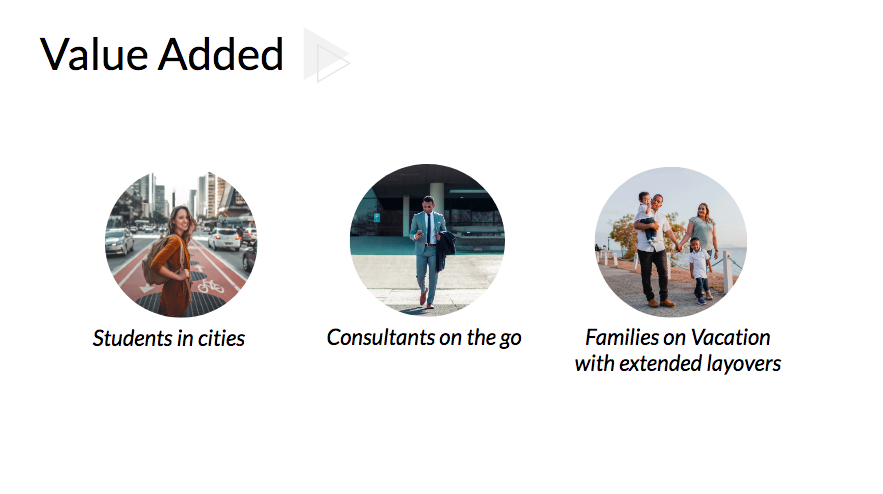 Value Added
Students in cities
Consultants on the go
Families on Vacation
with extended layovers